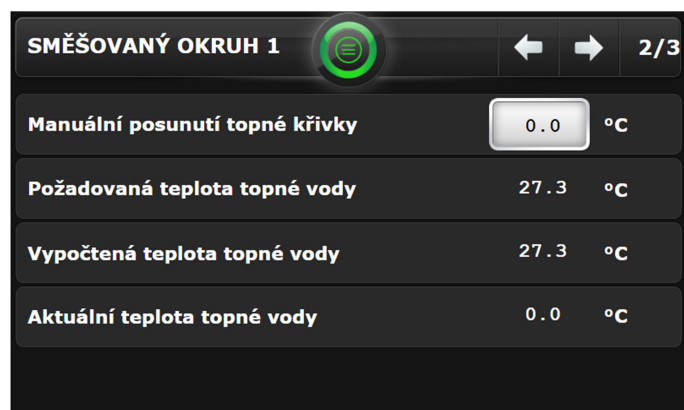 SMĚŠOVANÝ OKRUH 1 2/3
Manuální posunutí topné křivky 0.0 °C
Požadovaná teplota topné vody 27.3 °C
Vypočtená teplota topné vody 27.3 °C
Aktuální teplota topné vody 0.0 °C